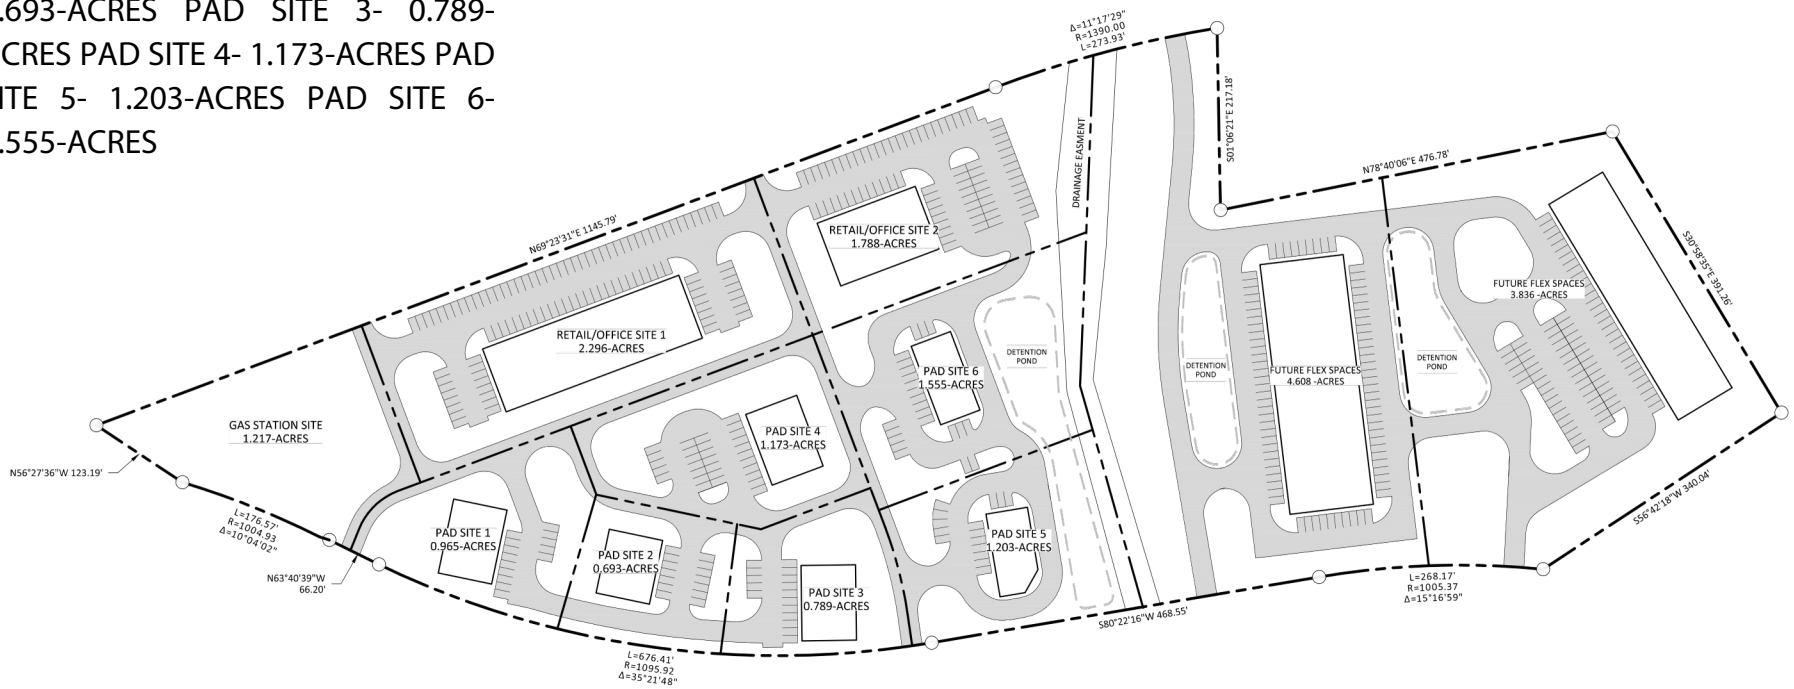 .693-ACRES PAD SITE 3- 0.789-
CRES PAD SITE 4- 1.173-ACRES PAD
ITE 5- 1.203-ACRES PAD SITE 6-
.555-ACRES
Δ=11°17'29"
R=1390.00
L=273.93'
S01°06'21"E 217.18'
DRAINAGE EASMENT
N78°40'06"E 476.78'
N69°23'31"E 1145.79'
RETAIL/OFFICE SITE 2
1.788-ACRES
S30°58'35"E 391.26'
FUTURE FLEX SPACES
3.836 -ACRES
RETAIL/OFFICE SITE 1
2.296-ACRES
DETENTION
POND
DETENTION
POND
DETENTION
POND
PAD SITE 6
1.555-ACRES
FUTURE FLEX SPACES
4.608 -ACRES
GAS STATION SITE
1.217-ACRES
PAD SITE 4
1.173-ACRES
N56°27'36"W 123.19'
L=176.57'
R=1004.93
Δ=10°04'02"
S56°42'18"W 340.04'
PAD SITE 1
0.965-ACRES
PAD SITE 2
0.693-ACRES
PAD SITE 5
1.203-ACRES
N63°40'39"W
66.20'
PAD SITE 3
0.789-ACRES
L=268.17'
R=1005.37
Δ=15°16'59"
S80°22'16"W 468.55'
L=676.41'
R=1095.92
Δ=35°21'48"